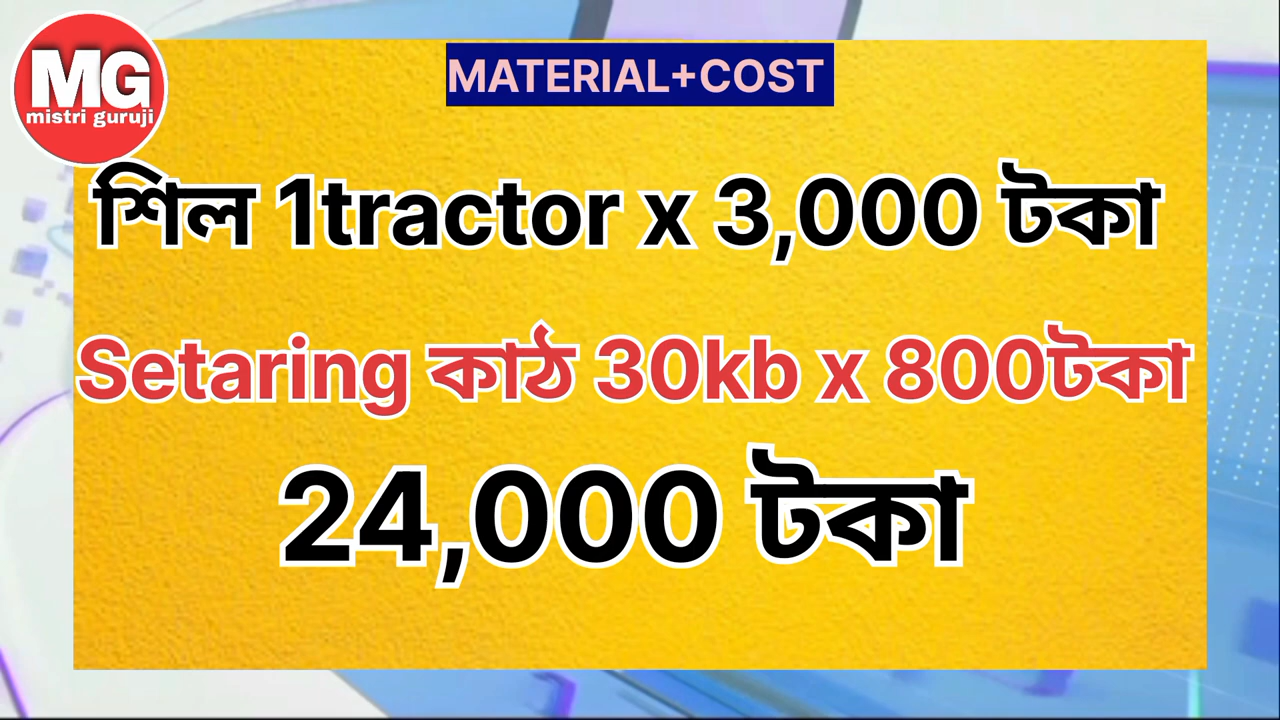 MG
mistri guruji
MATERIAL+COST
শিল 1tractor x 3,000 টকা
Setaring কাঠ 30kb x 800টকা
24,000 টকা